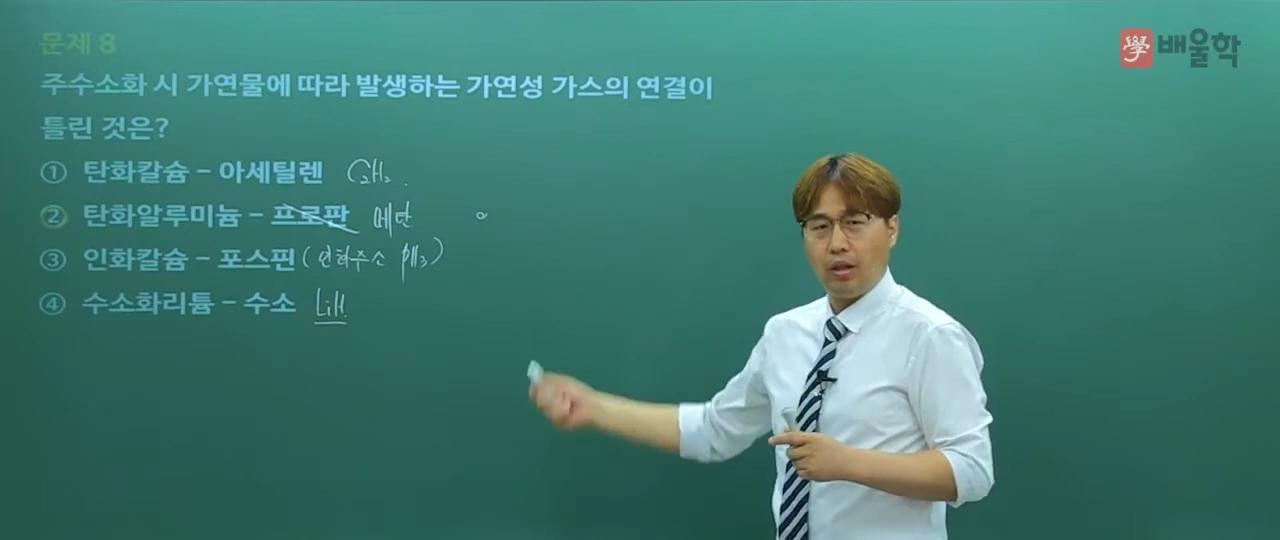 문제 8
學 배울학
주수소화 시 가연물에 따라 발생하는 가연성 가스의 연결이
틀린 것은?
① 탄화칼슘 - 아세틸렌 C₂H₂.
② 탄화알루미늄 - 프로판 메탄
③ 인화칼슘 - 포스핀 (인화수소 PH₃)
④ 수소화리튬 - 수소 LiH